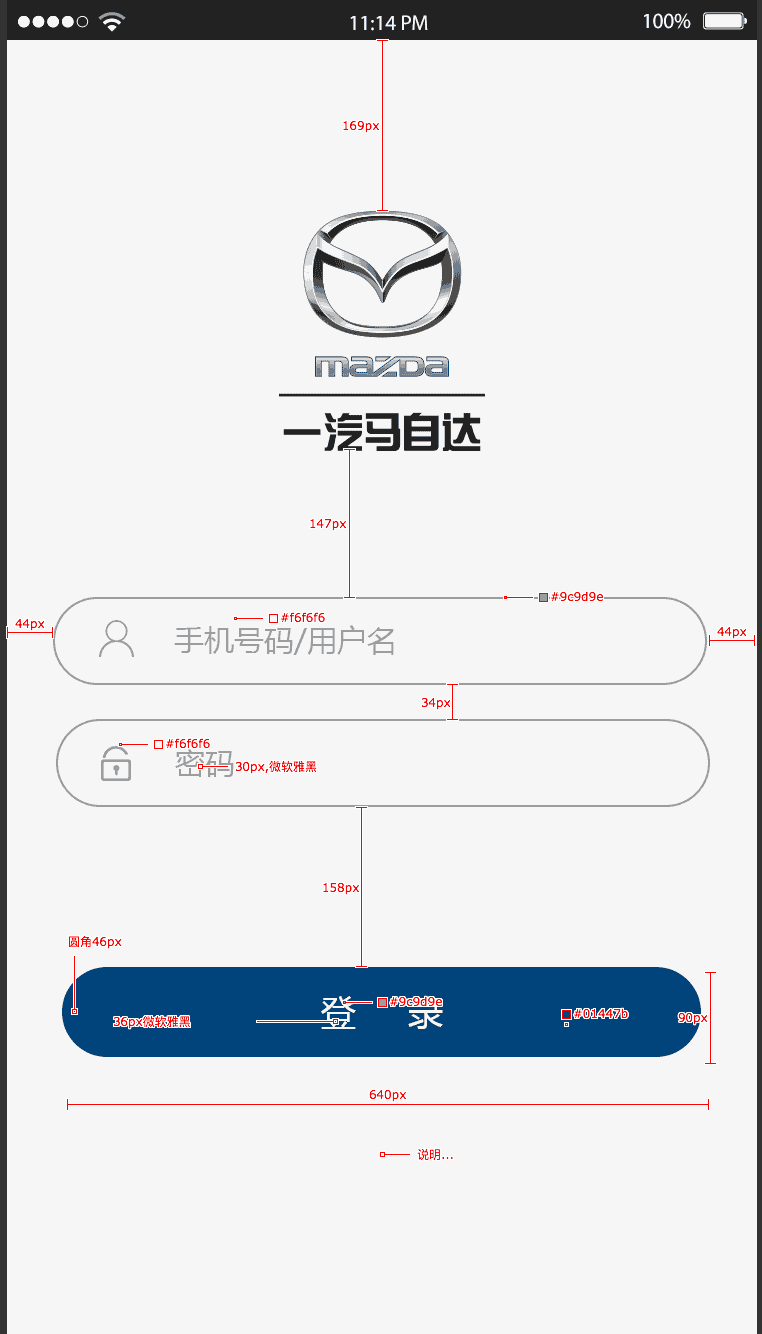 11:14 PM 100%
169px
mazda
一汽马自达
147px
#9c9d9e
44px
#f6f6f6
44px
手机号码/用户名
34px
#f6f6f6
密码
30px,微软雅黑
158px
圆角46px
登 录
#9c9d9e
#01447b
36px微软雅黑
90px
640px
说明...